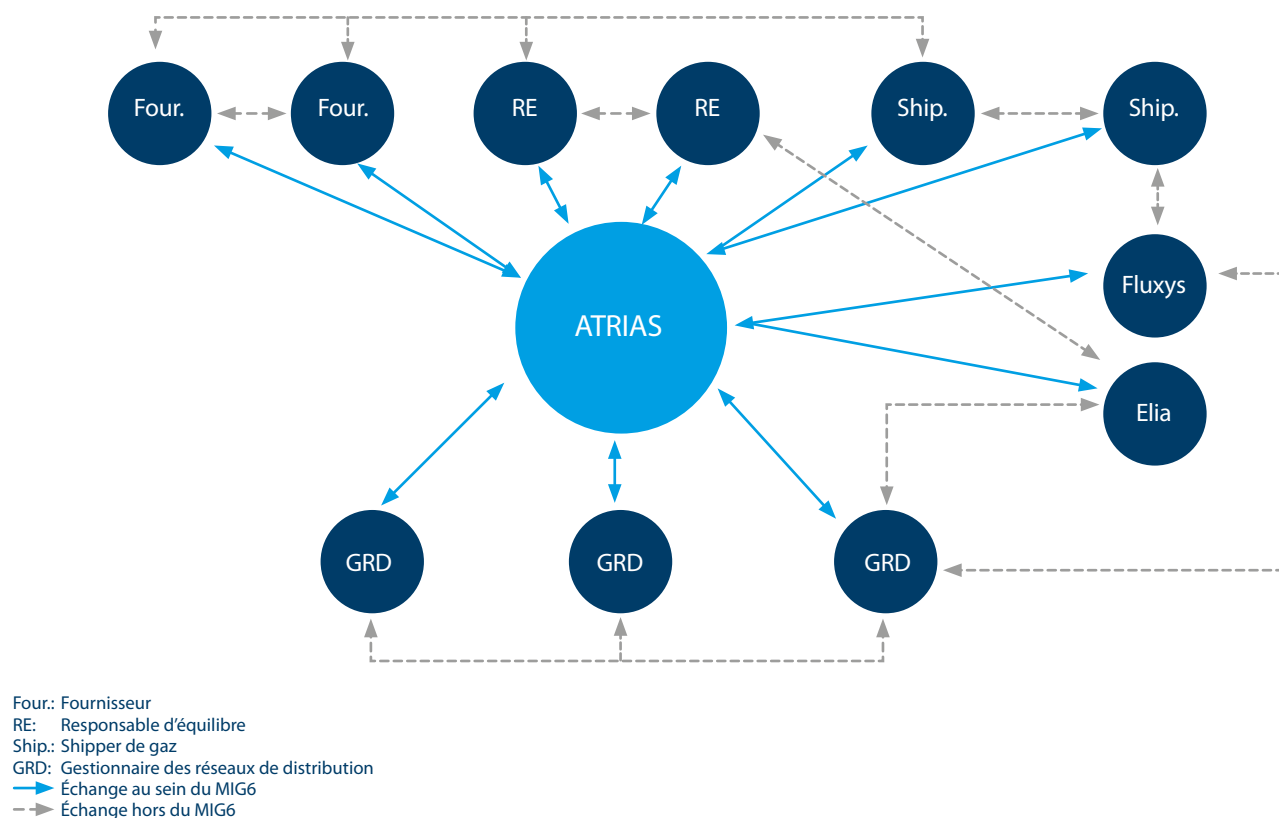 Four.
Four.
RE
RE
Ship.
Ship.
ATRIAS
Fluxys
Elia
GRD
GRD
GRD
Four.: Fournisseur
RE: Responsable d'équilibre
Ship.: Shipper de gaz
GRD: Gestionnaire des réseaux de distribution
Échange au sein du MIG6
Échange hors du MIG6